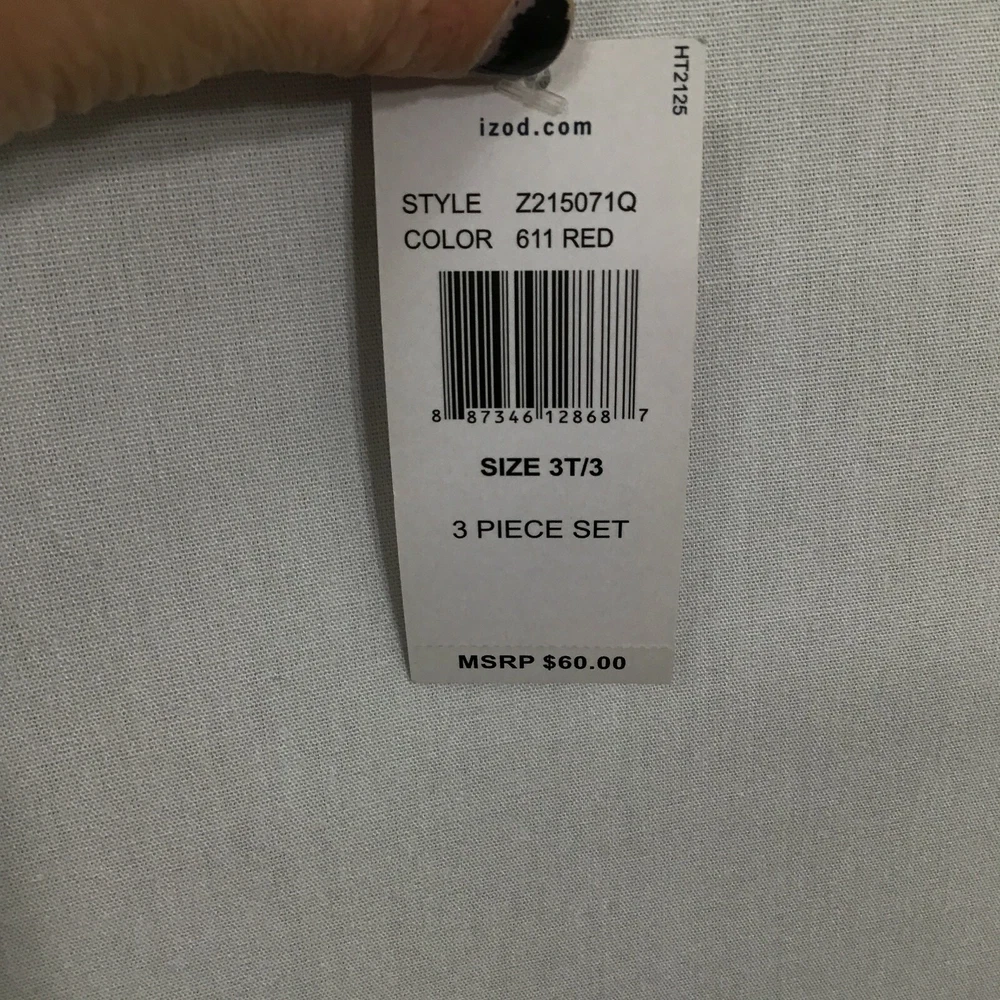 HT2125
izod.com
STYLE Z215071Q
COLOR 611 RED
8 87346 12868 7
SIZE 3T/3
3 PIECE SET
MSRP $60.00